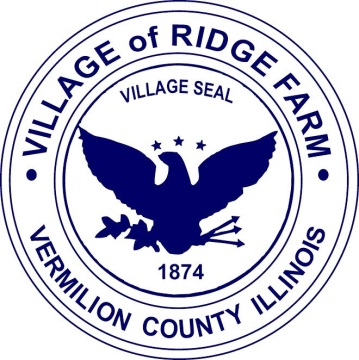 VILLAGE of RIDGE FARM
VILLAGE SEAL
1874
VERMILION COUNTY ILLINOIS